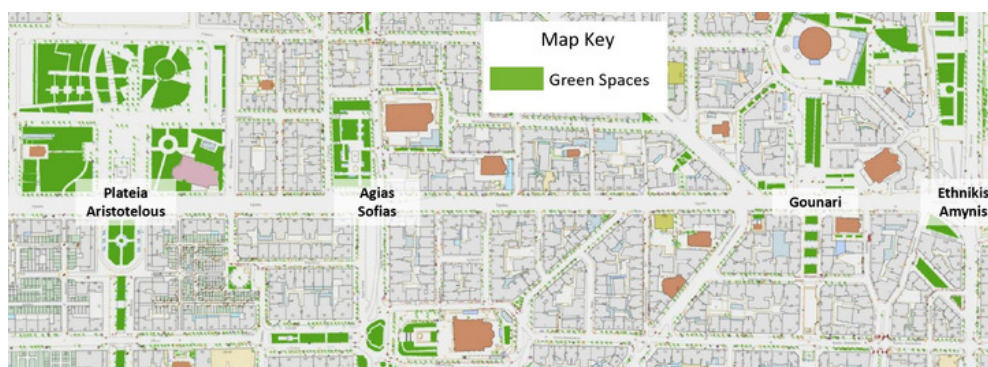 Map Key
Green Spaces
Plateia
Aristotelous
Agias
Sofias
Gounari
Ethnikis
Amynis